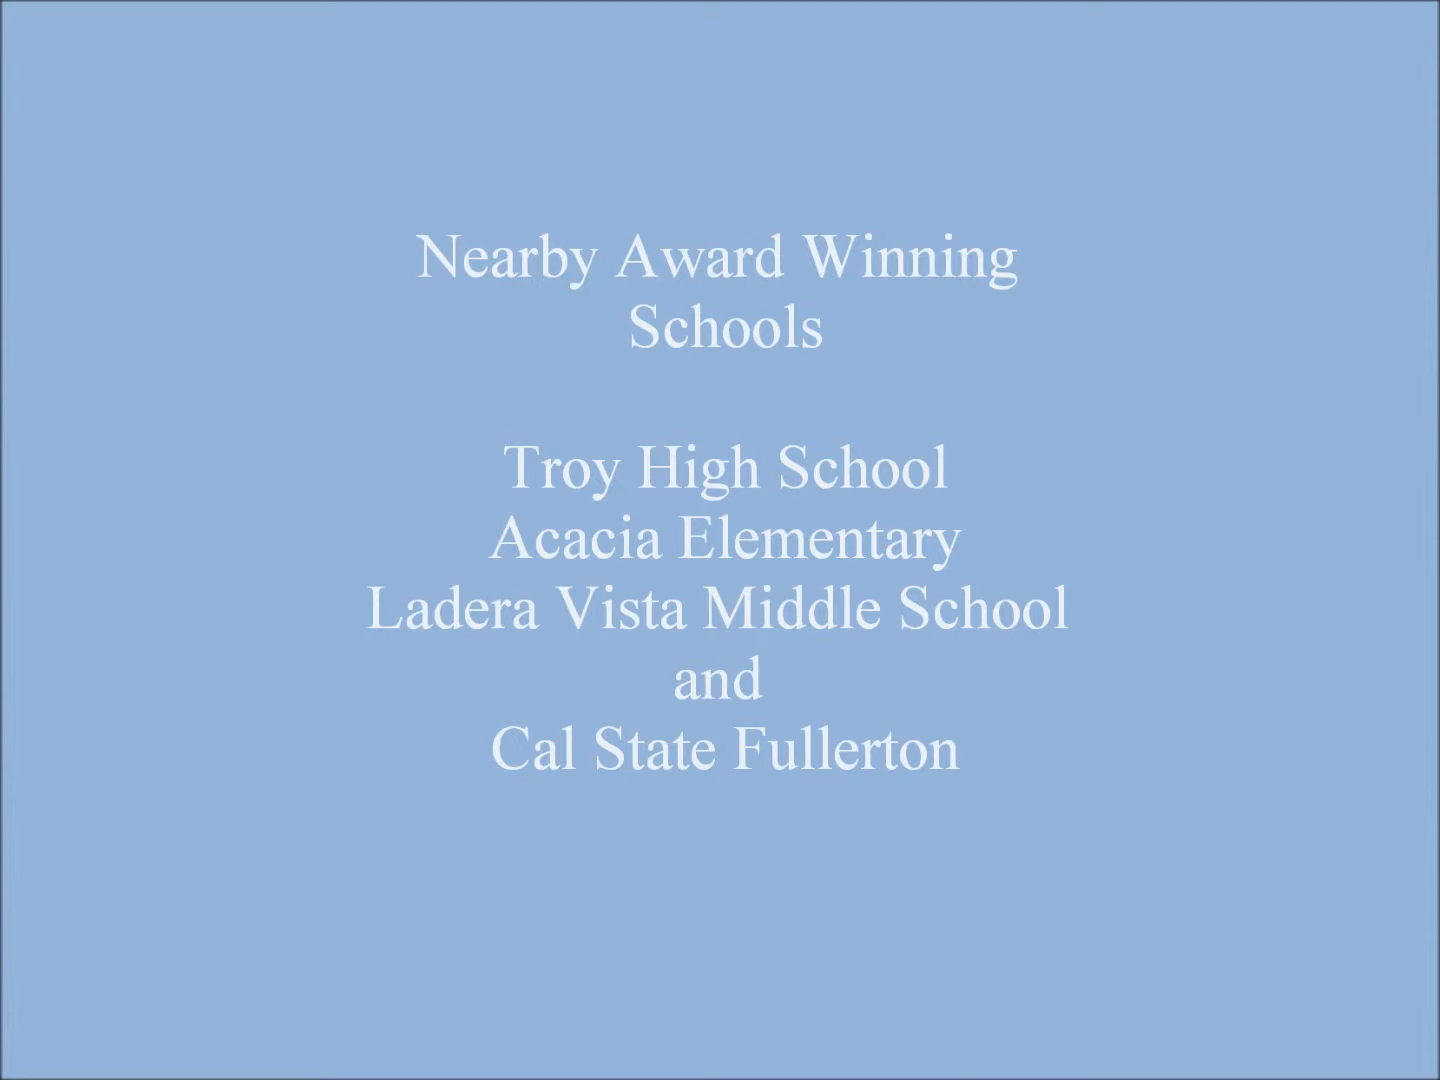 Nearby Award Winning
Schools
Troy High School
Acacia Elementary
Ladera Vista Middle School
and
Cal State Fullerton